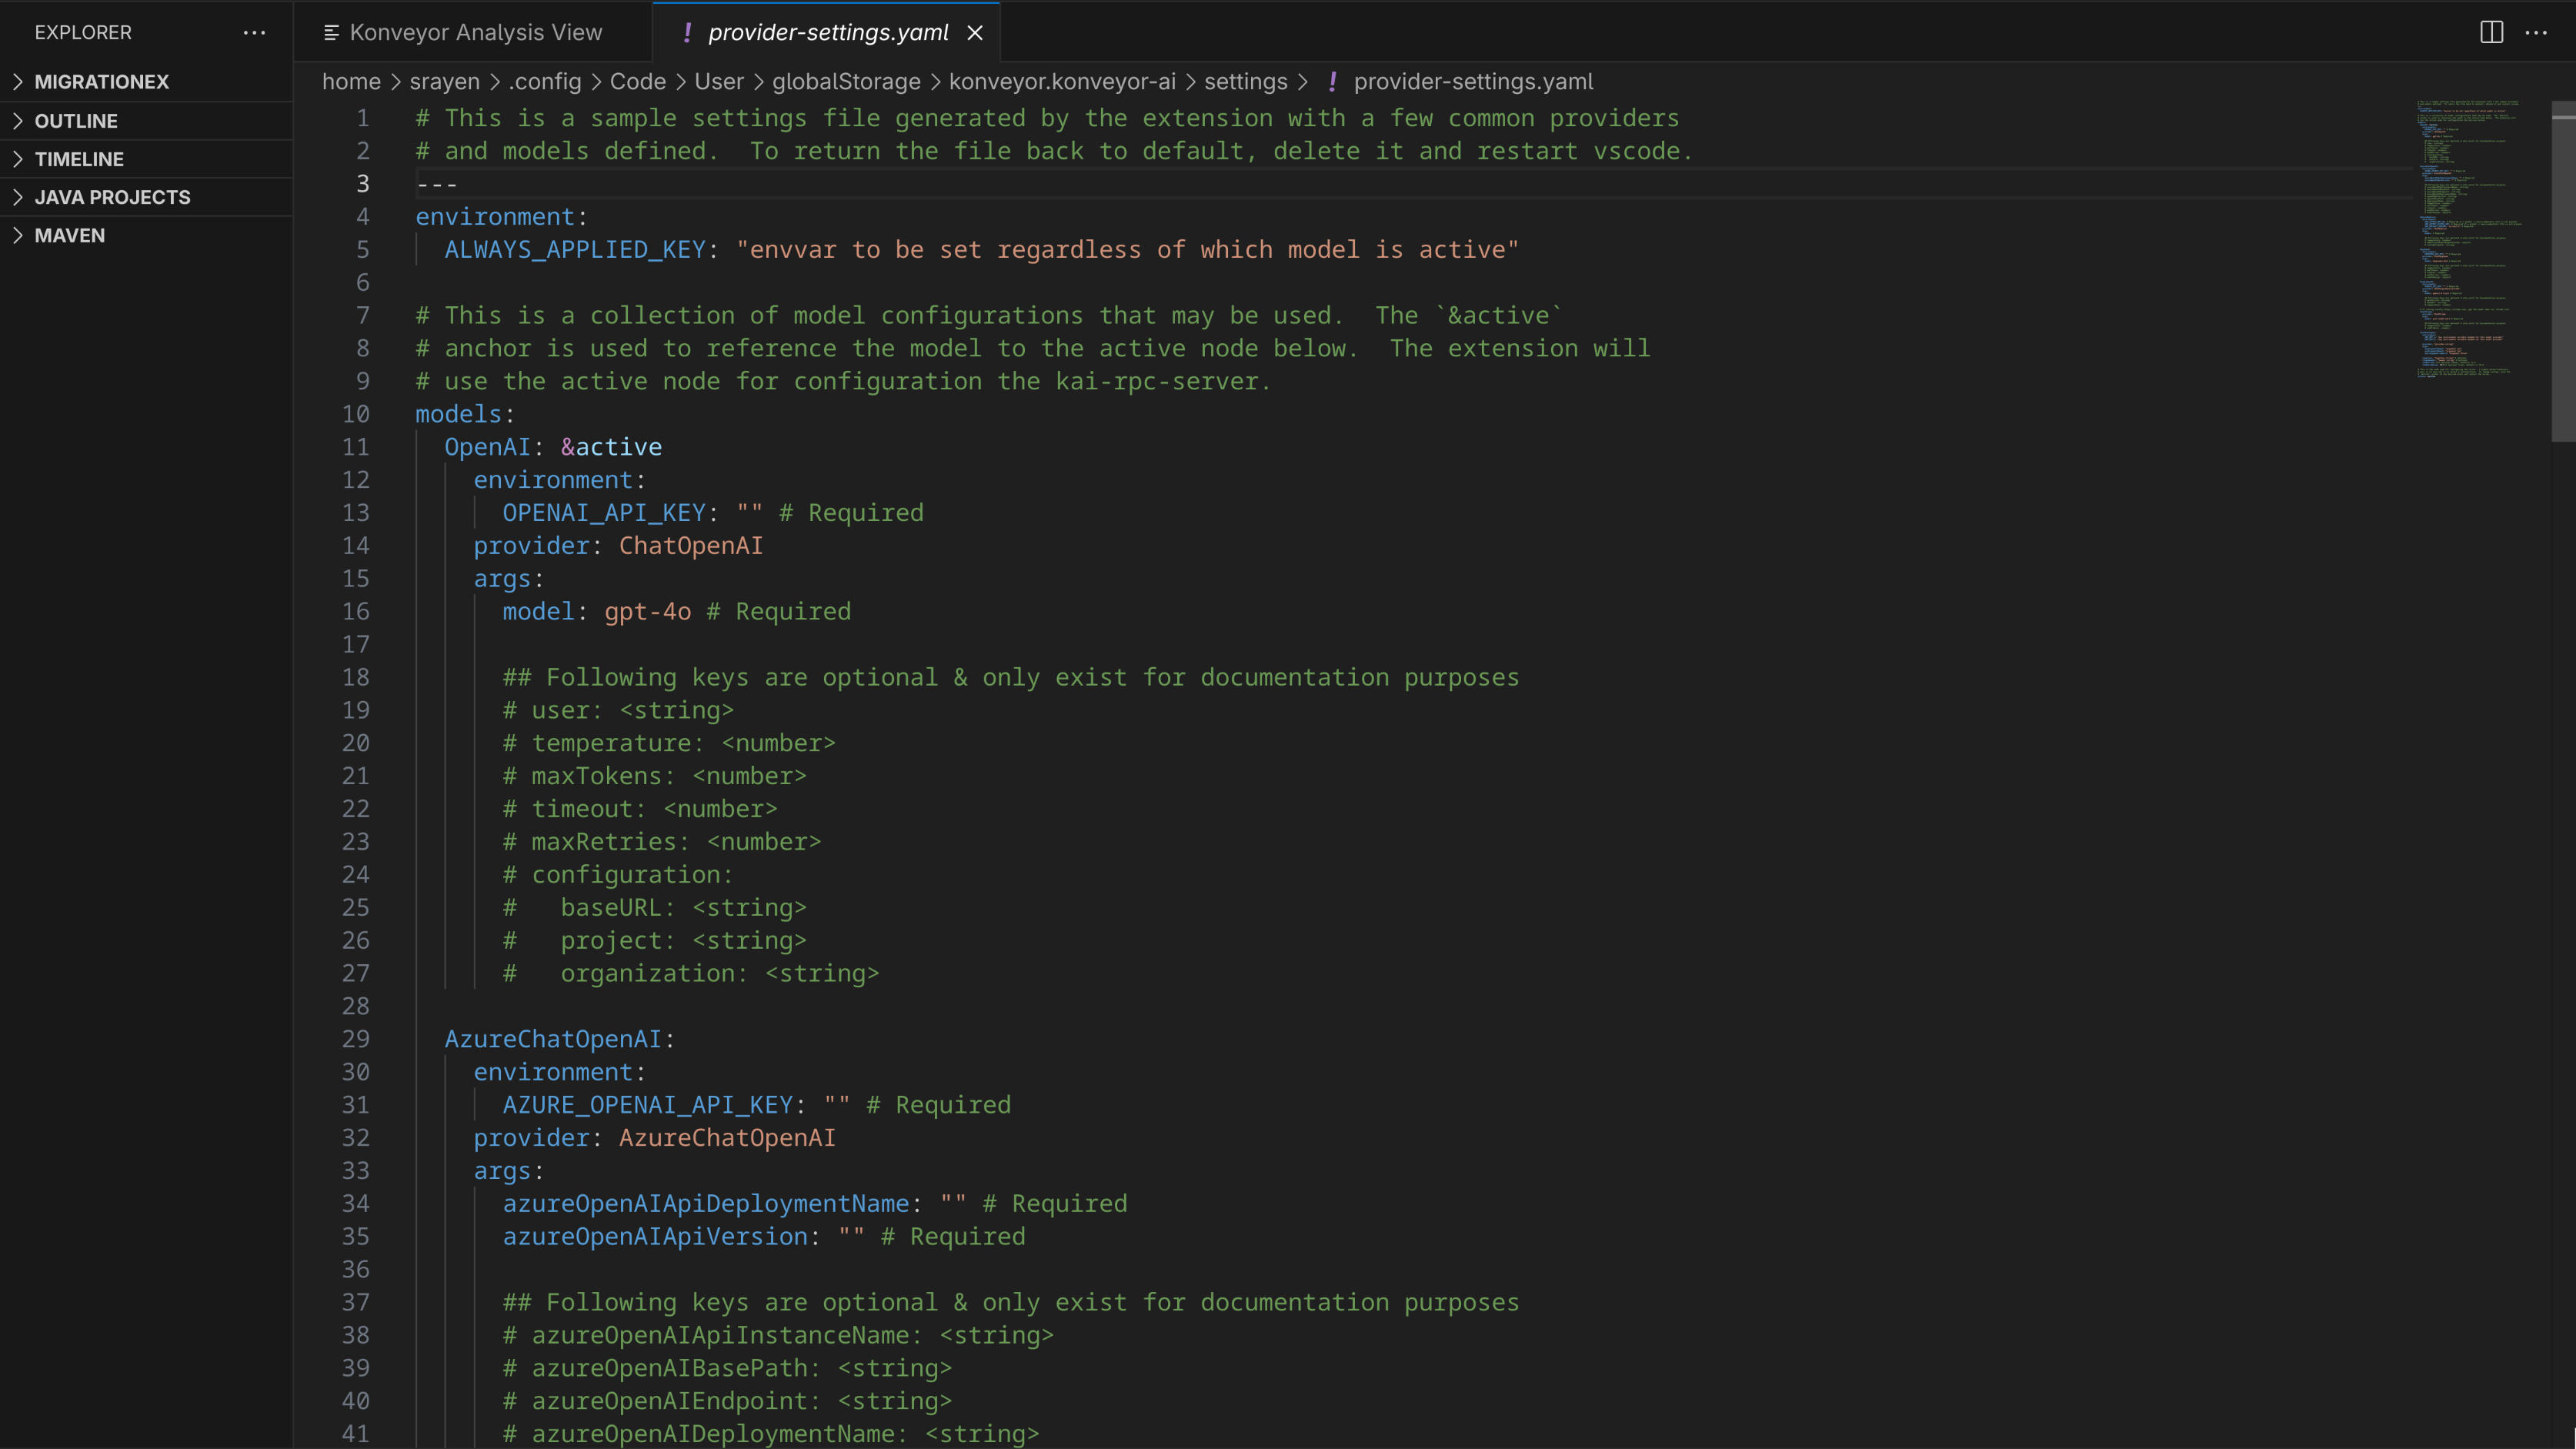 EXPLORER
MIGRATIONEX
OUTLINE
TIMELINE
JAVA PROJECTS
MAVEN
Konveyor Analysis View
! provider-settings.yaml
home > srayen > .config > Code > User > globalStorage > konveyor.konveyor-ai > settings > ! provider-settings.yaml
1 # This is a sample settings file generated by the extension with a few common providers
2 # and models defined.  To return the file back to default, delete it and restart vscode.
3 ---
4 environment:
5   ALWAYS_APPLIED_KEY: "envvar to be set regardless of which model is active"
6
7 # This is a collection of model configurations that may be used.  The `&active`
8 # anchor is used to reference the model to the active node below.  The extension will
9 # use the active node for configuration the kai-rpc-server.
10 models:
11   OpenAI: &active
12     environment:
13       OPENAI_API_KEY: "" # Required
14     provider: ChatOpenAI
15     args:
16       model: gpt-4o # Required
17
18       ## Following keys are optional & only exist for documentation purposes
19       # user: <string>
20       # temperature: <number>
21       # maxTokens: <number>
22       # timeout: <number>
23       # maxRetries: <number>
24       # configuration:
25       #   baseURL: <string>
26       #   project: <string>
27       #   organization: <string>
28
29   AzureChatOpenAI:
30     environment:
31       AZURE_OPENAI_API_KEY: "" # Required
32     provider: AzureChatOpenAI
33     args:
34       azureOpenAIApiDeploymentName: "" # Required
35       azureOpenAIApiVersion: "" # Required
36
37       ## Following keys are optional & only exist for documentation purposes
38       # azureOpenAIApiInstanceName: <string>
39       # azureOpenAIBasePath: <string>
40       # azureOpenAIEndpoint: <string>
41       # azureOpenAIDeploymentName: <string>